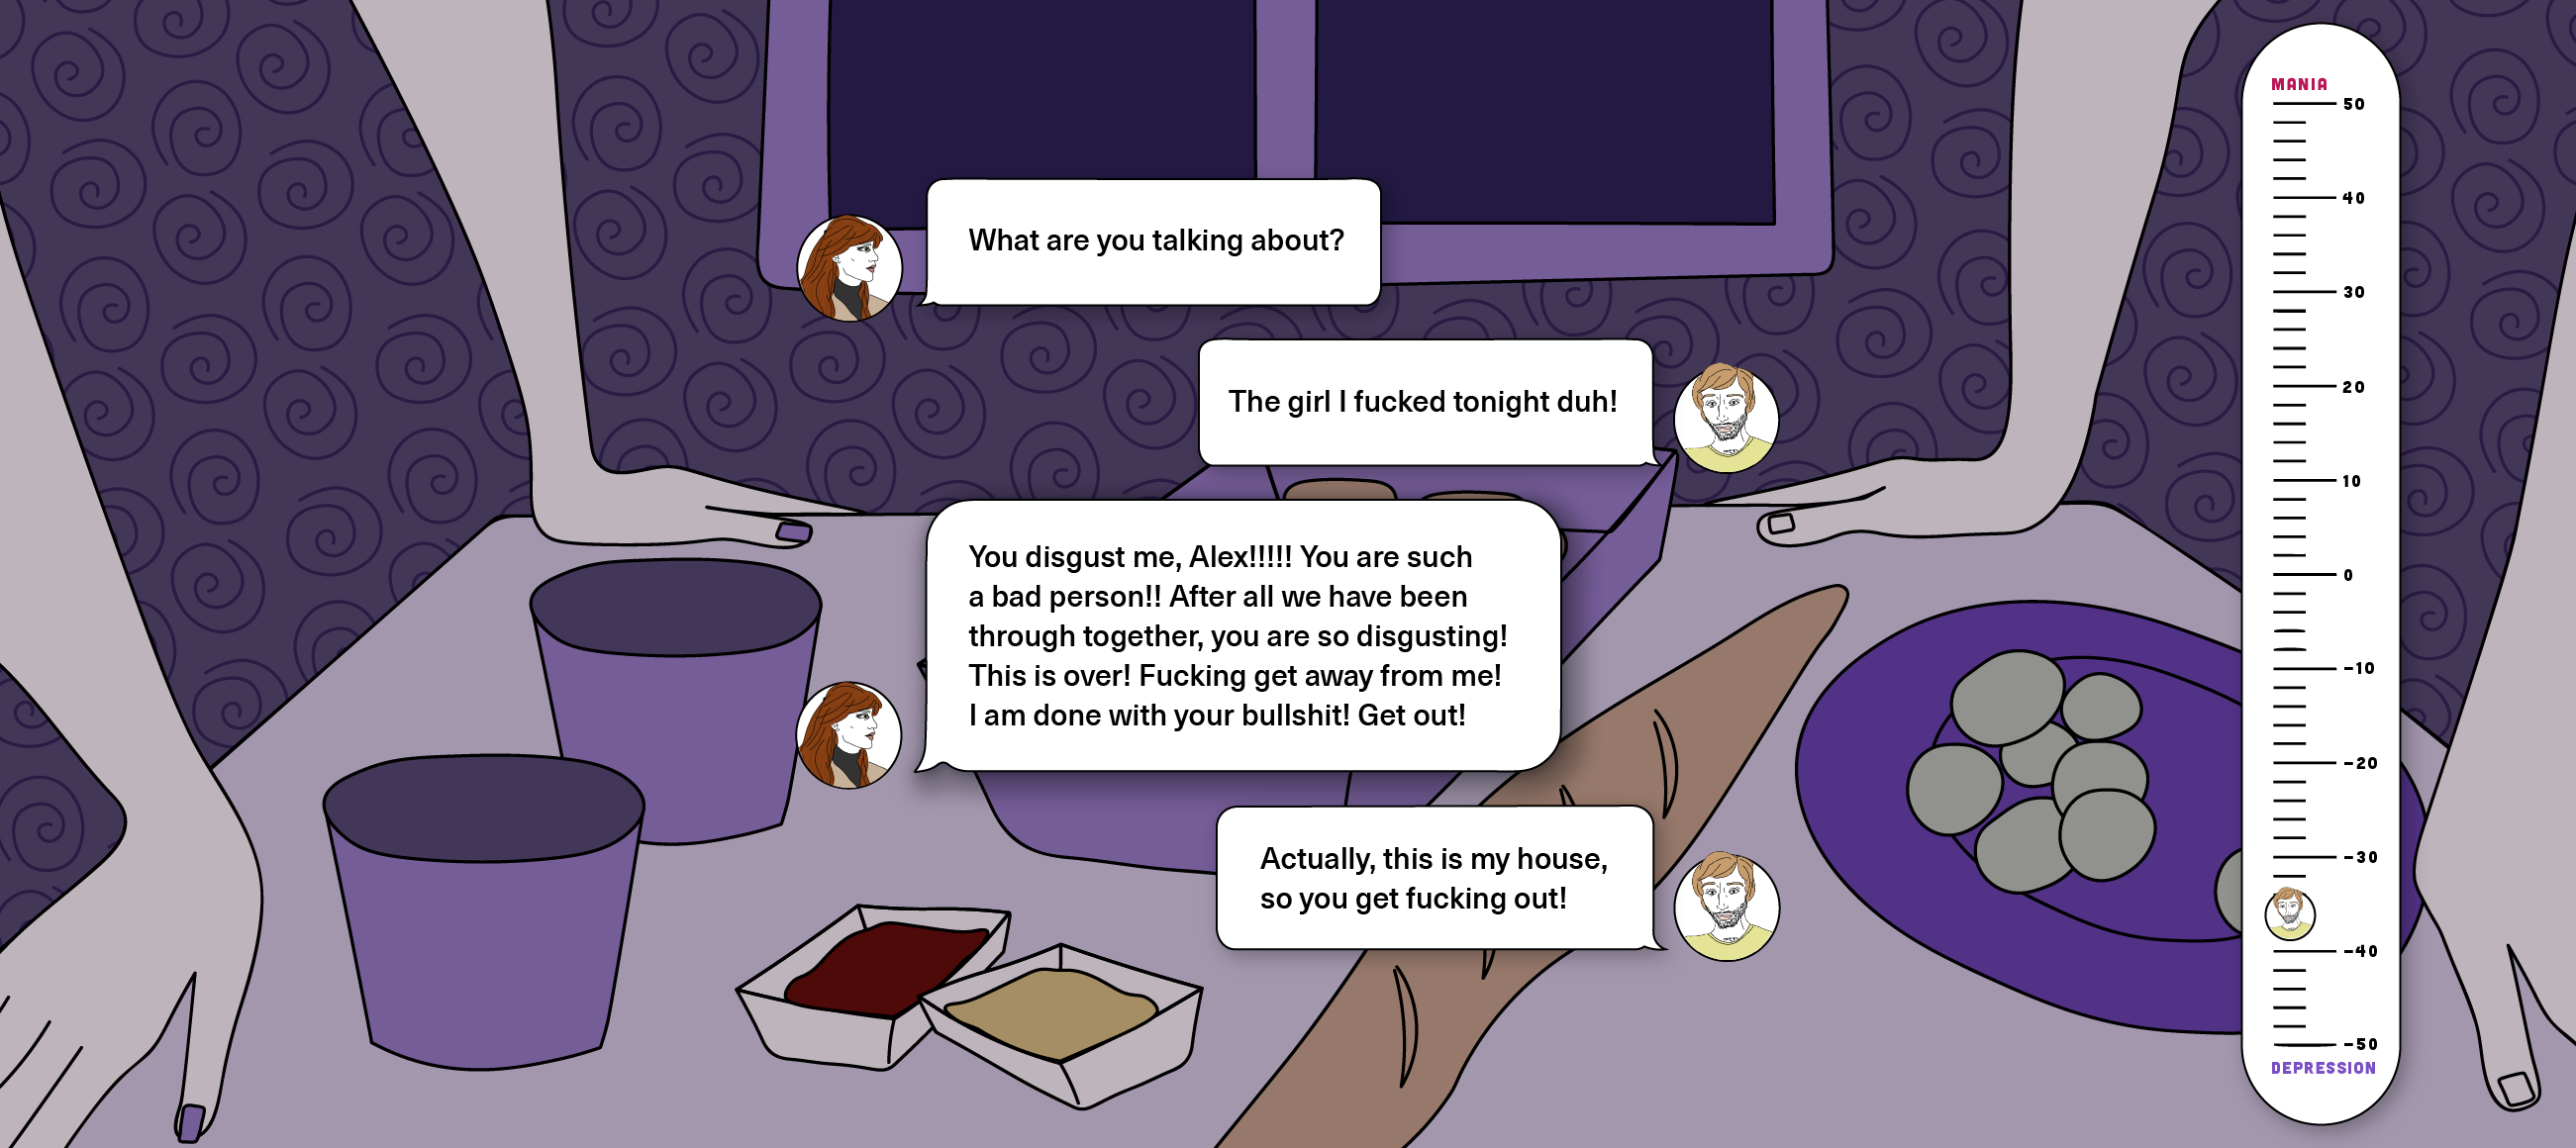 What are you talking about?
The girl I fucked tonight duh!
You disgust me, Alex!!!!! You are such
a bad person!! After all we have been
through together, you are so disgusting!
This is over! Fucking get away from me!
I am done with your bullshit! Get out!
Actually, this is my house,
so you get fucking out!
MANIA
50
40
30
20
10
0
-10
-20
-30
-40
-50
DEPRESSION